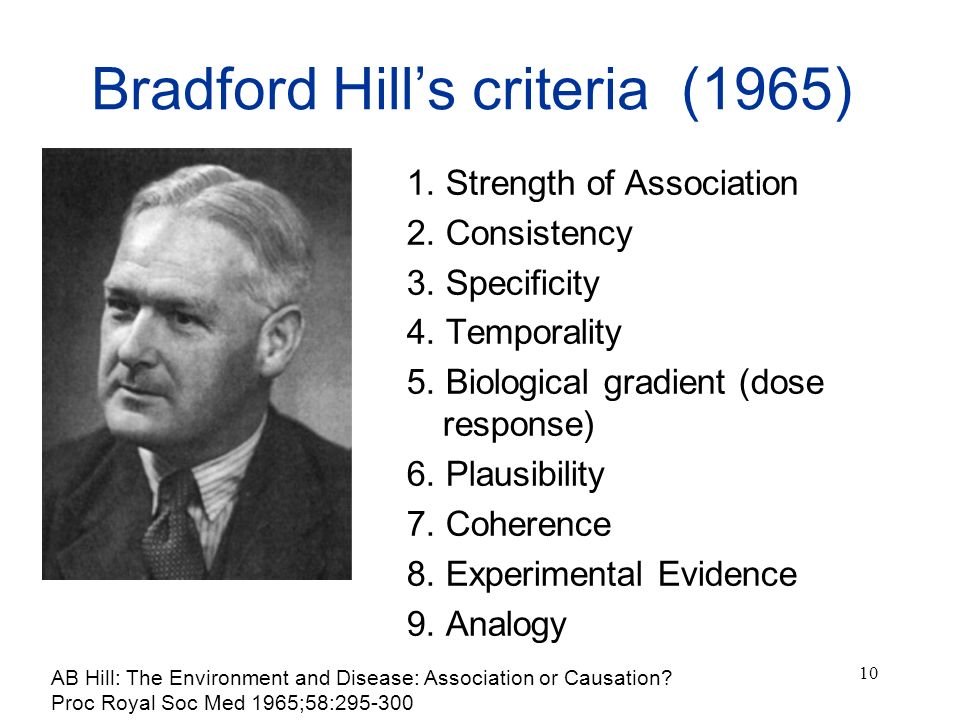 Bradford Hill’s criteria (1965)
1. Strength of Association
2. Consistency
3. Specificity
4. Temporality
5. Biological gradient (dose
response)
6. Plausibility
7. Coherence
8. Experimental Evidence
9. Analogy
AB Hill: The Environment and Disease: Association or Causation?
Proc Royal Soc Med 1965;58:295-300
10